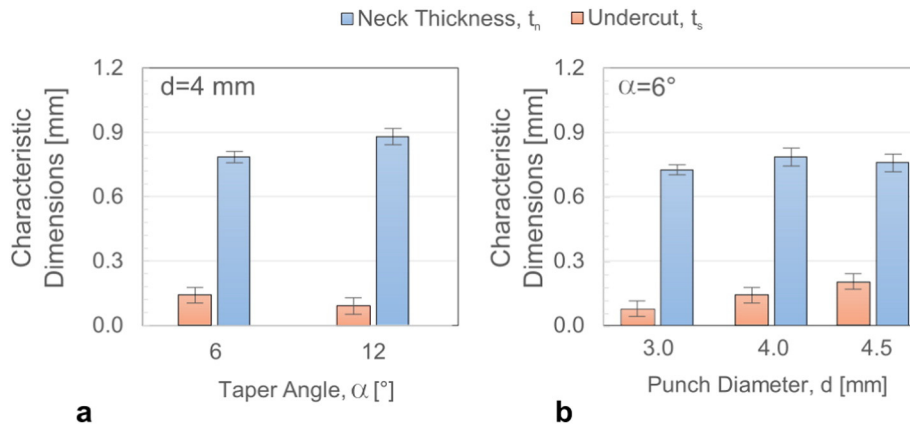 Neck Thickness, tₙ Undercut, tₛ
Characteristic
Dimensions [mm]
1.2
0.9
0.6
0.3
0.0
d=4 mm
6 12
Taper Angle, α [°]
a
Characteristic
Dimensions [mm]
1.2
0.9
0.6
0.3
0.0
α=6°
3.0 4.0 4.5
Punch Diameter, d [mm]
b